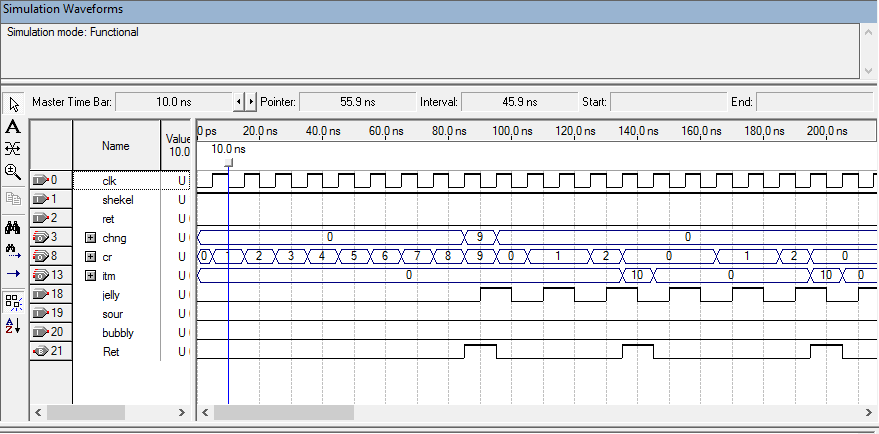 Simulation Waveforms
Simulation mode: Functional
Master Time Bar: 10.0 ns Pointer: 55.9 ns Interval: 45.9 ns Start: End:
Name Value 10.0 0 ps 20.0 ns 40.0 ns 60.0 ns 80.0 ns 100.0 ns 120.0 ns 140.0 ns 160.0 ns 180.0 ns 200.0 ns
10.0 ns
0 clk U
1 shekel U
2 ret U
3 chng U 0 9 0
8 cr U 0 1 2 3 4 5 6 7 8 9 0 1 2 0 1 2 0
13 itm U 0 10 0 10 0
18 jelly U
19 sour U
20 bubbly U
21 Ret U